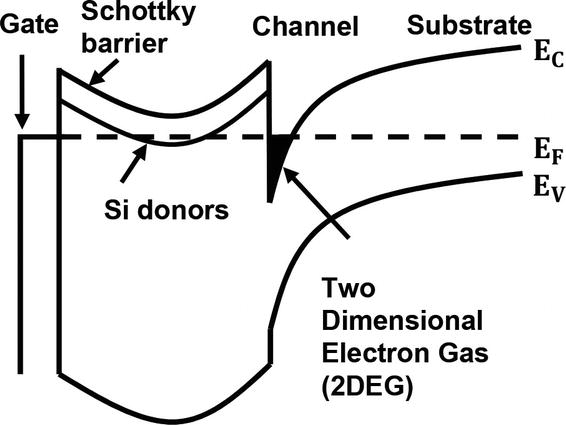 Gate
Schottky
barrier
Channel
Substrate
E_C
E_F
E_V
Si donors
Two
Dimensional
Electron Gas
(2DEG)